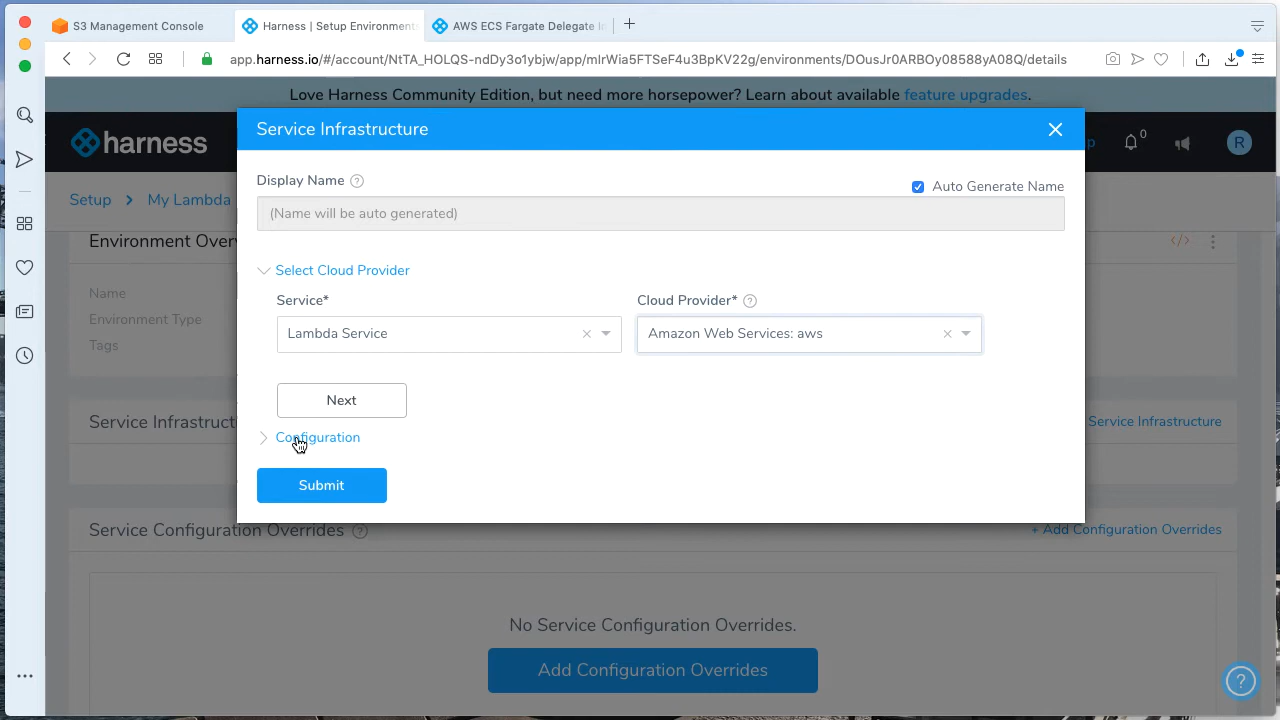 S3 Management Console
Harness | Setup Environment
AWS ECS Fargate Delegate
app.harness.io/#/account/NtTA_HOLQS-ndDy3o1ybjw/app/mIrWia5FTSeF4u3BpKV22g/environments/DOusJr0ARBOy08588yA08Q/details
Love Harness Community Edition, but need more horsepower? Learn about available feature upgrades.
harness
0
R
Setup
My Lambda
Service Infrastructure
Display Name
Auto Generate Name
(Name will be auto generated)
Select Cloud Provider
Service*
Cloud Provider*
Lambda Service
Amazon Web Services: aws
Next
Configuration
Submit
Environment Over
Name
Environment Type
Tags
</>
Service Infrastruct
Service Infrastructure
Service Configuration Overrides
+ Add Configuration Overrides
No Service Configuration Overrides.
Add Configuration Overrides